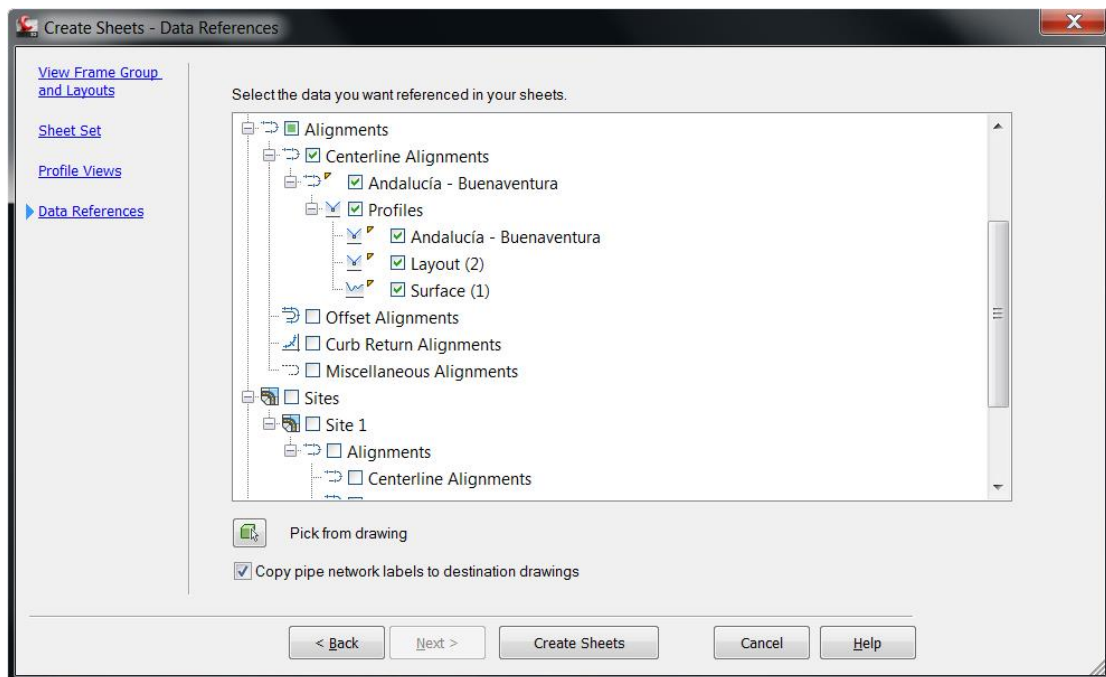 Create Sheets - Data References
View Frame Group
and Layouts
Sheet Set
Profile Views
Data References
Select the data you want referenced in your sheets.
Alignments
Centerline Alignments
Andalucía - Buenaventura
Profiles
Andalucía - Buenaventura
Layout (2)
Surface (1)
Offset Alignments
Curb Return Alignments
Miscellaneous Alignments
Sites
Site 1
Alignments
Centerline Alignments
Pick from drawing
Copy pipe network labels to destination drawings
< Back
Next >
Create Sheets
Cancel
Help